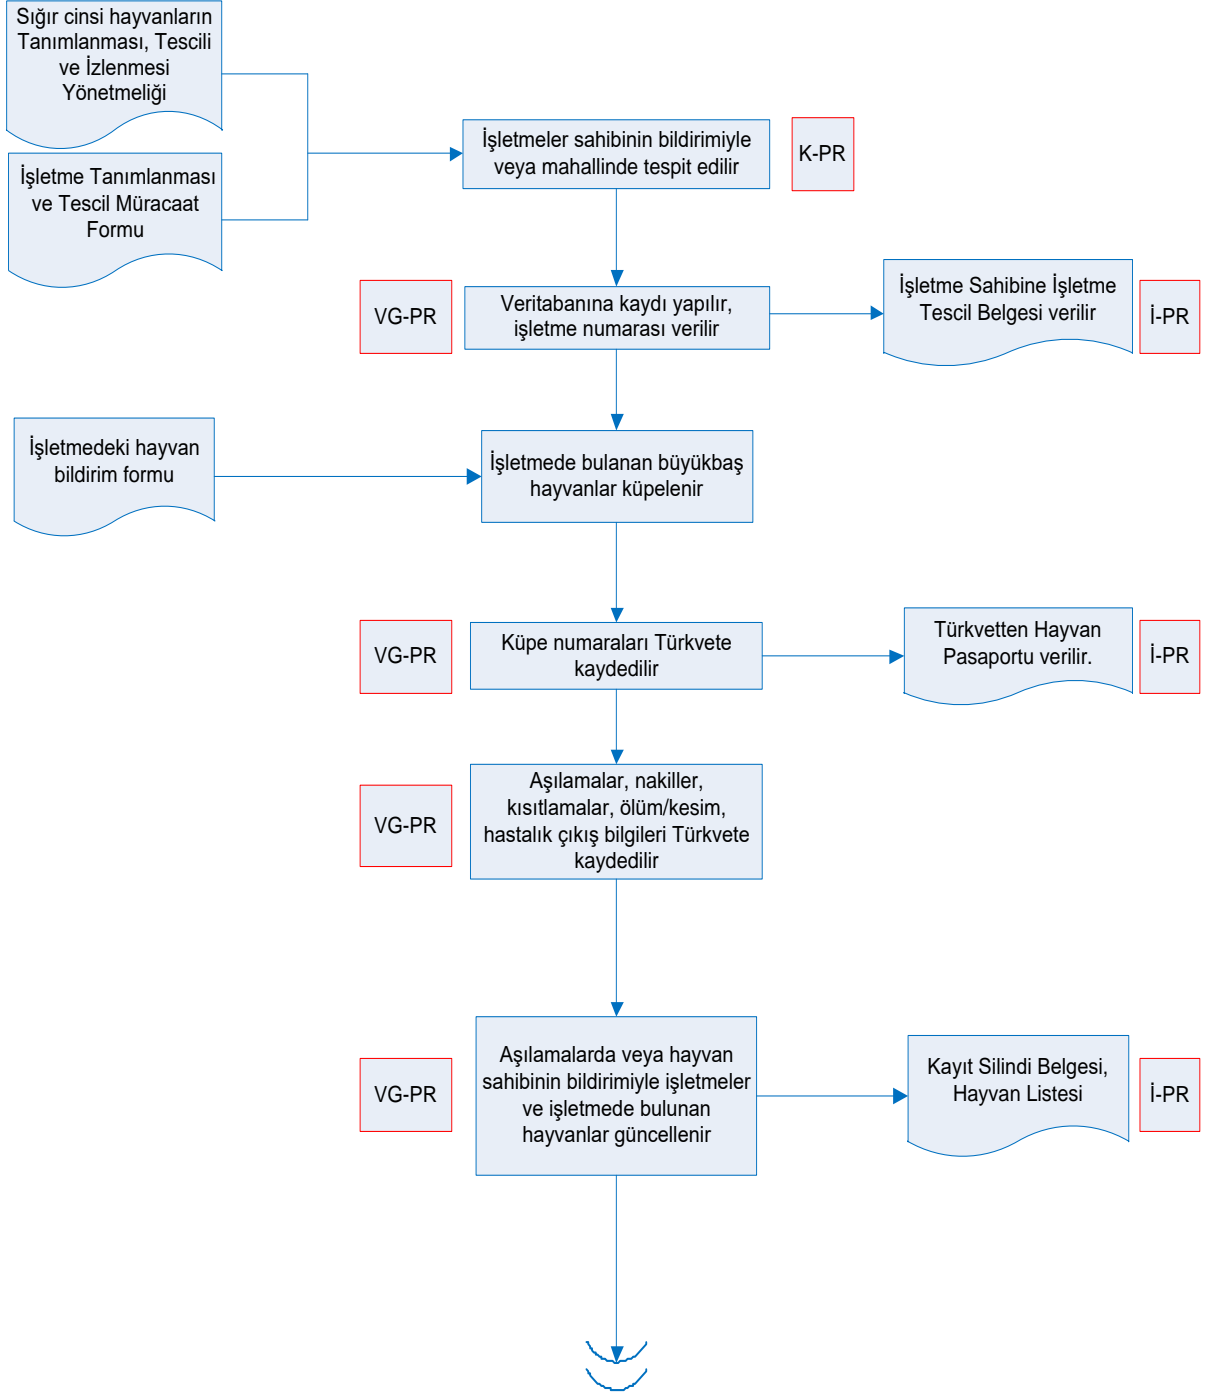 Sığır cinsi hayvanların
Tanımlanması, Tescili
ve İzlenmesi
Yönetmeliği
İşletme Tanımlanması
ve Tescil Müracaat
Formu
İşletmeler sahibinin bildirimiyle
veya mahallinde tespit edilir
K-PR
VG-PR
Veritabanına kaydı yapılır,
işletme numarası verilir
İşletme Sahibine İşletme
Tescil Belgesi verilir
İ-PR
İşletmedeki hayvan
bildirim formu
İşletmede bulanan büyükbaş
hayvanlar küpelenir
VG-PR
Küpe numaraları Türkvete
kaydedilir
Türkvetten Hayvan
Pasaportu verilir.
İ-PR
VG-PR
Aşılamalar, nakiller,
kısıtlamalar, ölüm/kesim,
hastalık çıkış bilgileri Türkvete
kaydedilir
VG-PR
Aşılamalarda veya hayvan
sahibinin bildirimiyle işletmeler
ve işletmede bulunan
hayvanlar güncellenir
Kayıt Silindi Belgesi,
Hayvan Listesi
İ-PR